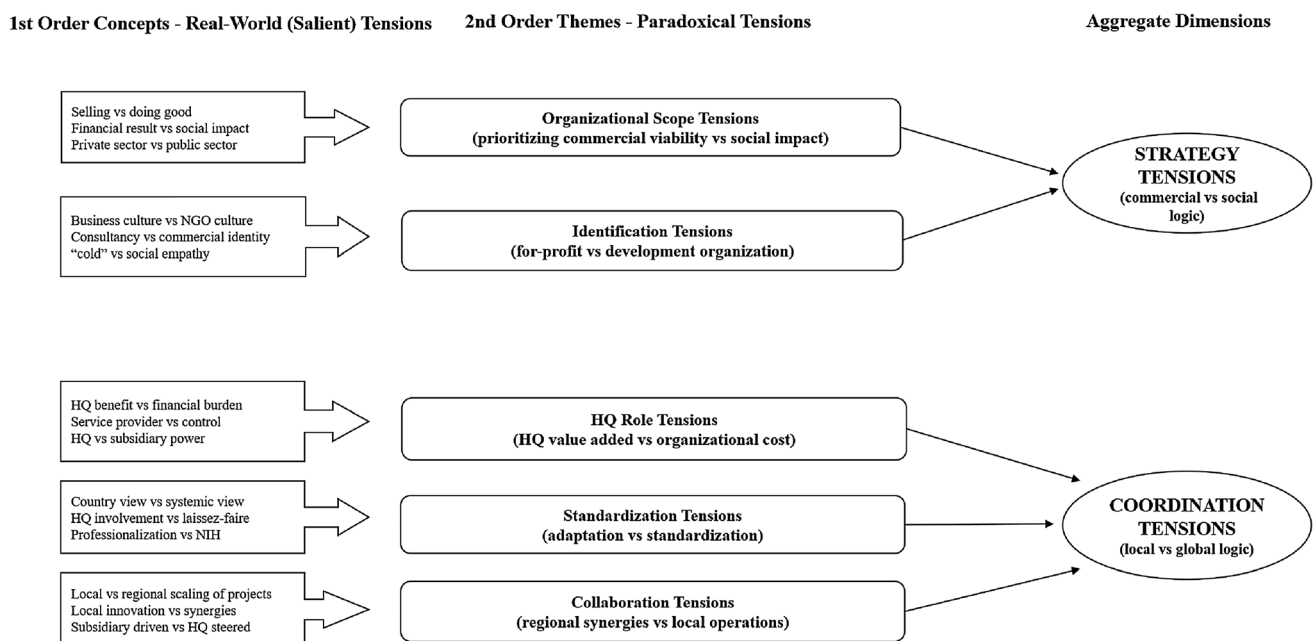 1st Order Concepts - Real-World (Salient) Tensions
2nd Order Themes - Paradoxical Tensions
Aggregate Dimensions
Selling vs doing good
Financial result vs social impact
Private sector vs public sector
Organizational Scope Tensions
(prioritizing commercial viability vs social impact)
STRATEGY
TENSIONS
(commercial vs social
logic)
Business culture vs NGO culture
Consultancy vs commercial identity
“cold” vs social empathy
Identification Tensions
(for-profit vs development organization)
HQ benefit vs financial burden
Service provider vs control
HQ vs subsidiary power
HQ Role Tensions
(HQ value added vs organizational cost)
Country view vs systemic view
HQ involvement vs laissez-faire
Professionalization vs NIH
Standardization Tensions
(adaptation vs standardization)
COORDINATION
TENSIONS
(local vs global logic)
Local vs regional scaling of projects
Local innovation vs synergies
Subsidiary driven vs HQ steered
Collaboration Tensions
(regional synergies vs local operations)